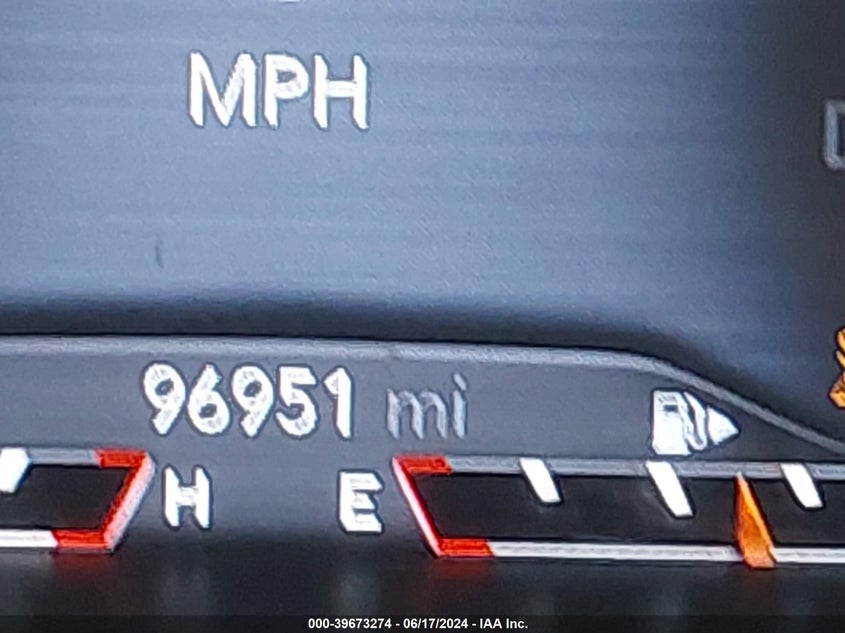 MPH
96951 mi
H E
000-39673274 - 06/17/2024 - IAA Inc.